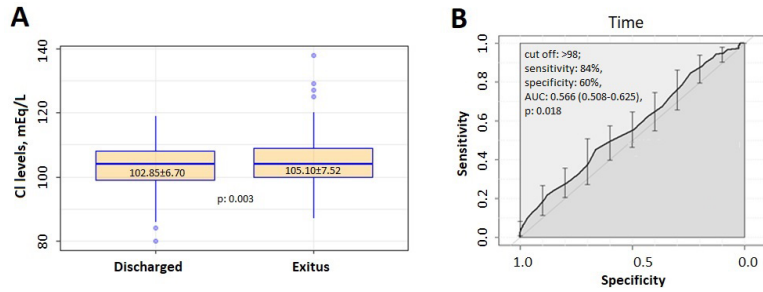 A
Cl levels, mEq/L
140
120
100
80
102.85±6.70
105.10±7.52
p: 0.003
Discharged
Exitus
B
Time
cut off: >98;
sensitivity: 84%,
specificity: 60%,
AUC: 0.566 (0.508-0.625),
p: 0.018
Sensitivity
1.0
0.8
0.6
0.4
0.2
0.0
1.0
0.5
0.0
Specificity